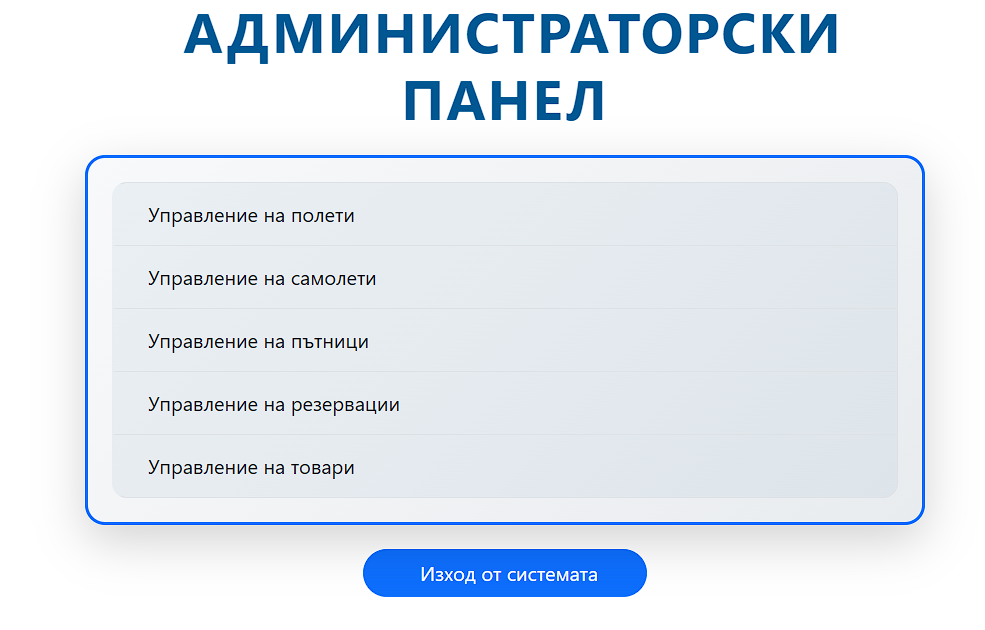 АДМИНИСТРАТОРСКИ
ПАНЕЛ
Управление на полети
Управление на самолети
Управление на пътници
Управление на резервации
Управление на товари
Изход от системата